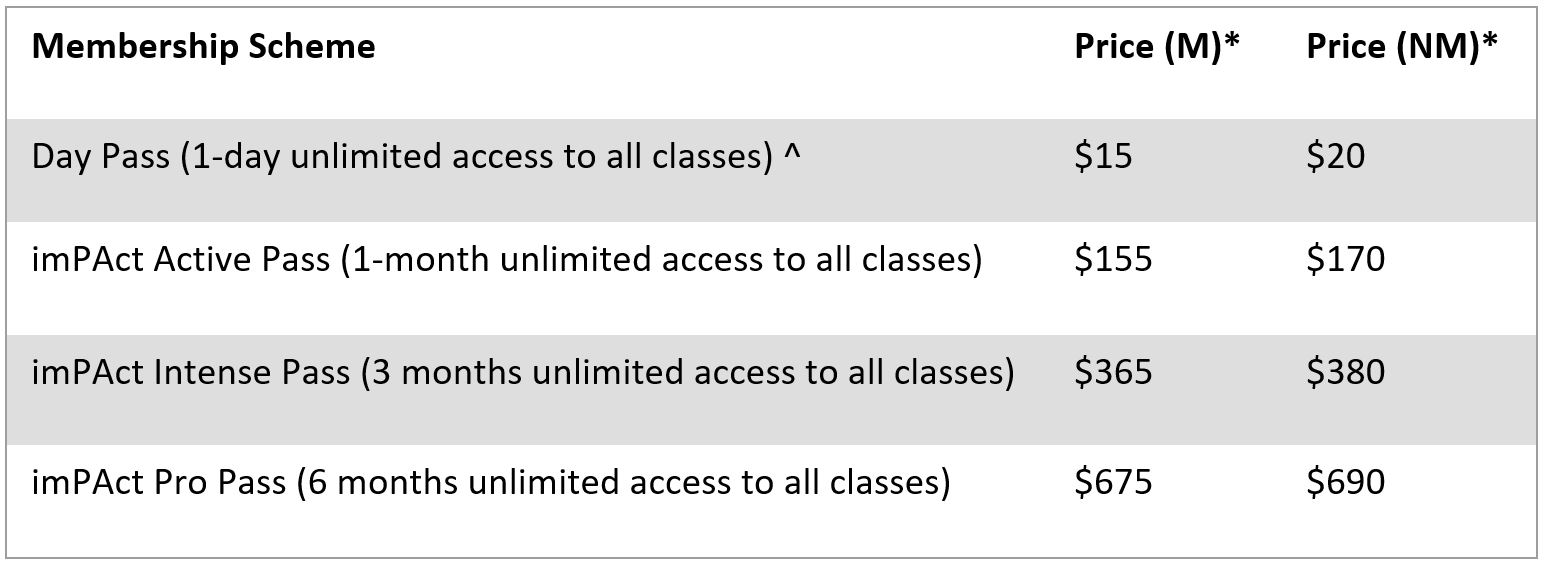 Membership Scheme Price (M)* Price (NM)*
Day Pass (1-day unlimited access to all classes) ^ $15 $20
imPAct Active Pass (1-month unlimited access to all classes) $155 $170
imPAct Intense Pass (3 months unlimited access to all classes) $365 $380
imPAct Pro Pass (6 months unlimited access to all classes) $675 $690